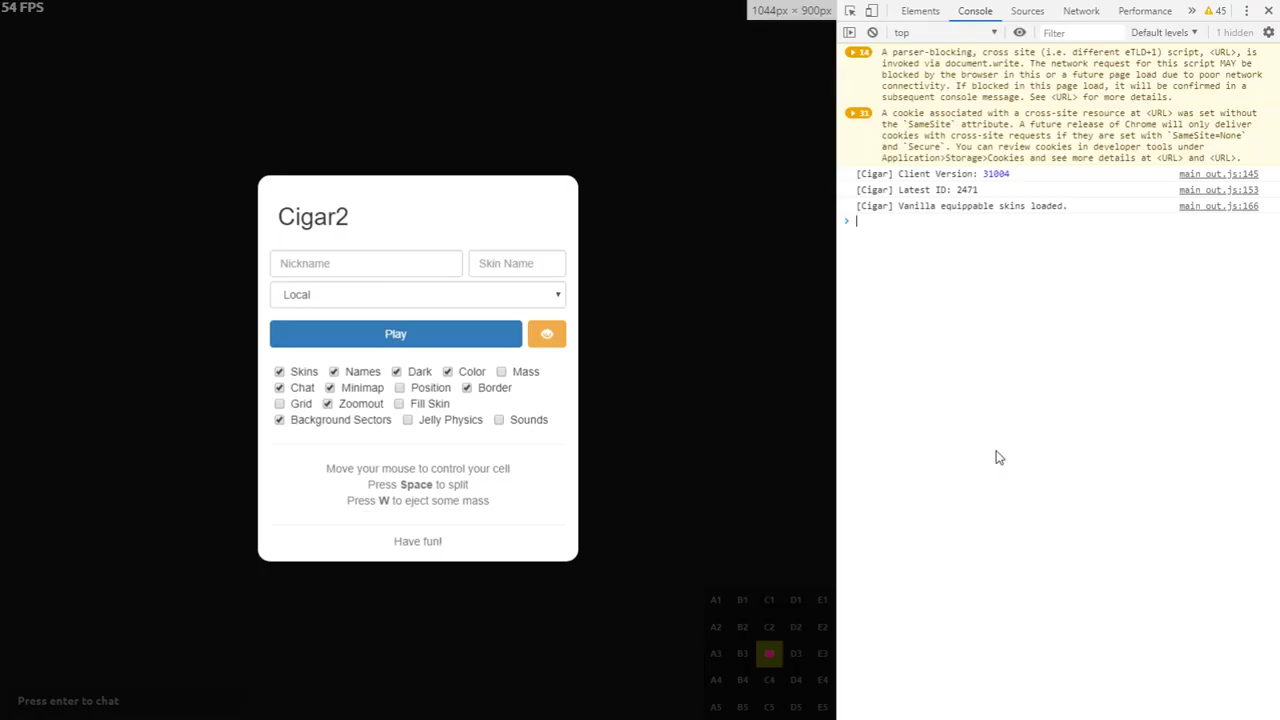 54 FPS
1044px × 900px
Elements
Console
Sources
Network
Performance
»
45
top
Filter
Default levels
1 hidden
14
A parser-blocking, cross site (i.e. different eTLD+1) script, <URL>, is
invoked via document.write. The network request for this script MAY be
blocked by the browser in this or a future page load due to poor network
connectivity. If blocked in this page load, it will be confirmed in a
subsequent console message. See <URL> for more details.
31
A cookie associated with a cross-site resource at <URL> was set without
the `SameSite` attribute. A future release of Chrome will only deliver
cookies with cross-site requests if they are set with `SameSite=None`
and `Secure`. You can review cookies in developer tools under
Application>Storage>Cookies and see more details at <URL> and <URL>.
[Cigar] Client Version: 31004 main out.js:145
[Cigar] Latest ID: 2471 main out.js:153
[Cigar] Vanilla equippable skins loaded. main out.js:166
Cigar2
Nickname
Skin Name
Local
Play
Skins Names Dark Color Mass
Chat Minimap Position Border
Grid Zoomout Fill Skin
Background Sectors Jelly Physics Sounds
Move your mouse to control your cell
Press Space to split
Press W to eject some mass
Have fun!
A1 B1 C1 D1 E1
A2 B2 C2 D2 E2
A3 B3 D3 E3
A4 B4 C4 D4 E4
A5 B5 C5 D5 E5
Press enter to chat